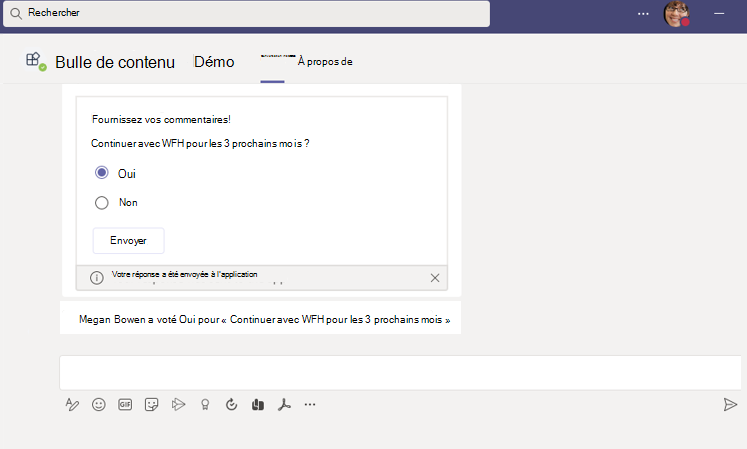 Rechercher
Bulle de contenu Démo À propos de
Fournissez vos commentaires!
Continuer avec WFH pour les 3 prochains mois ?
Oui
Non
Envoyer
Votre réponse a été envoyée à l'application
Megan Bowen a voté Oui pour « Continuer avec WFH pour les 3 prochains mois »
GIF